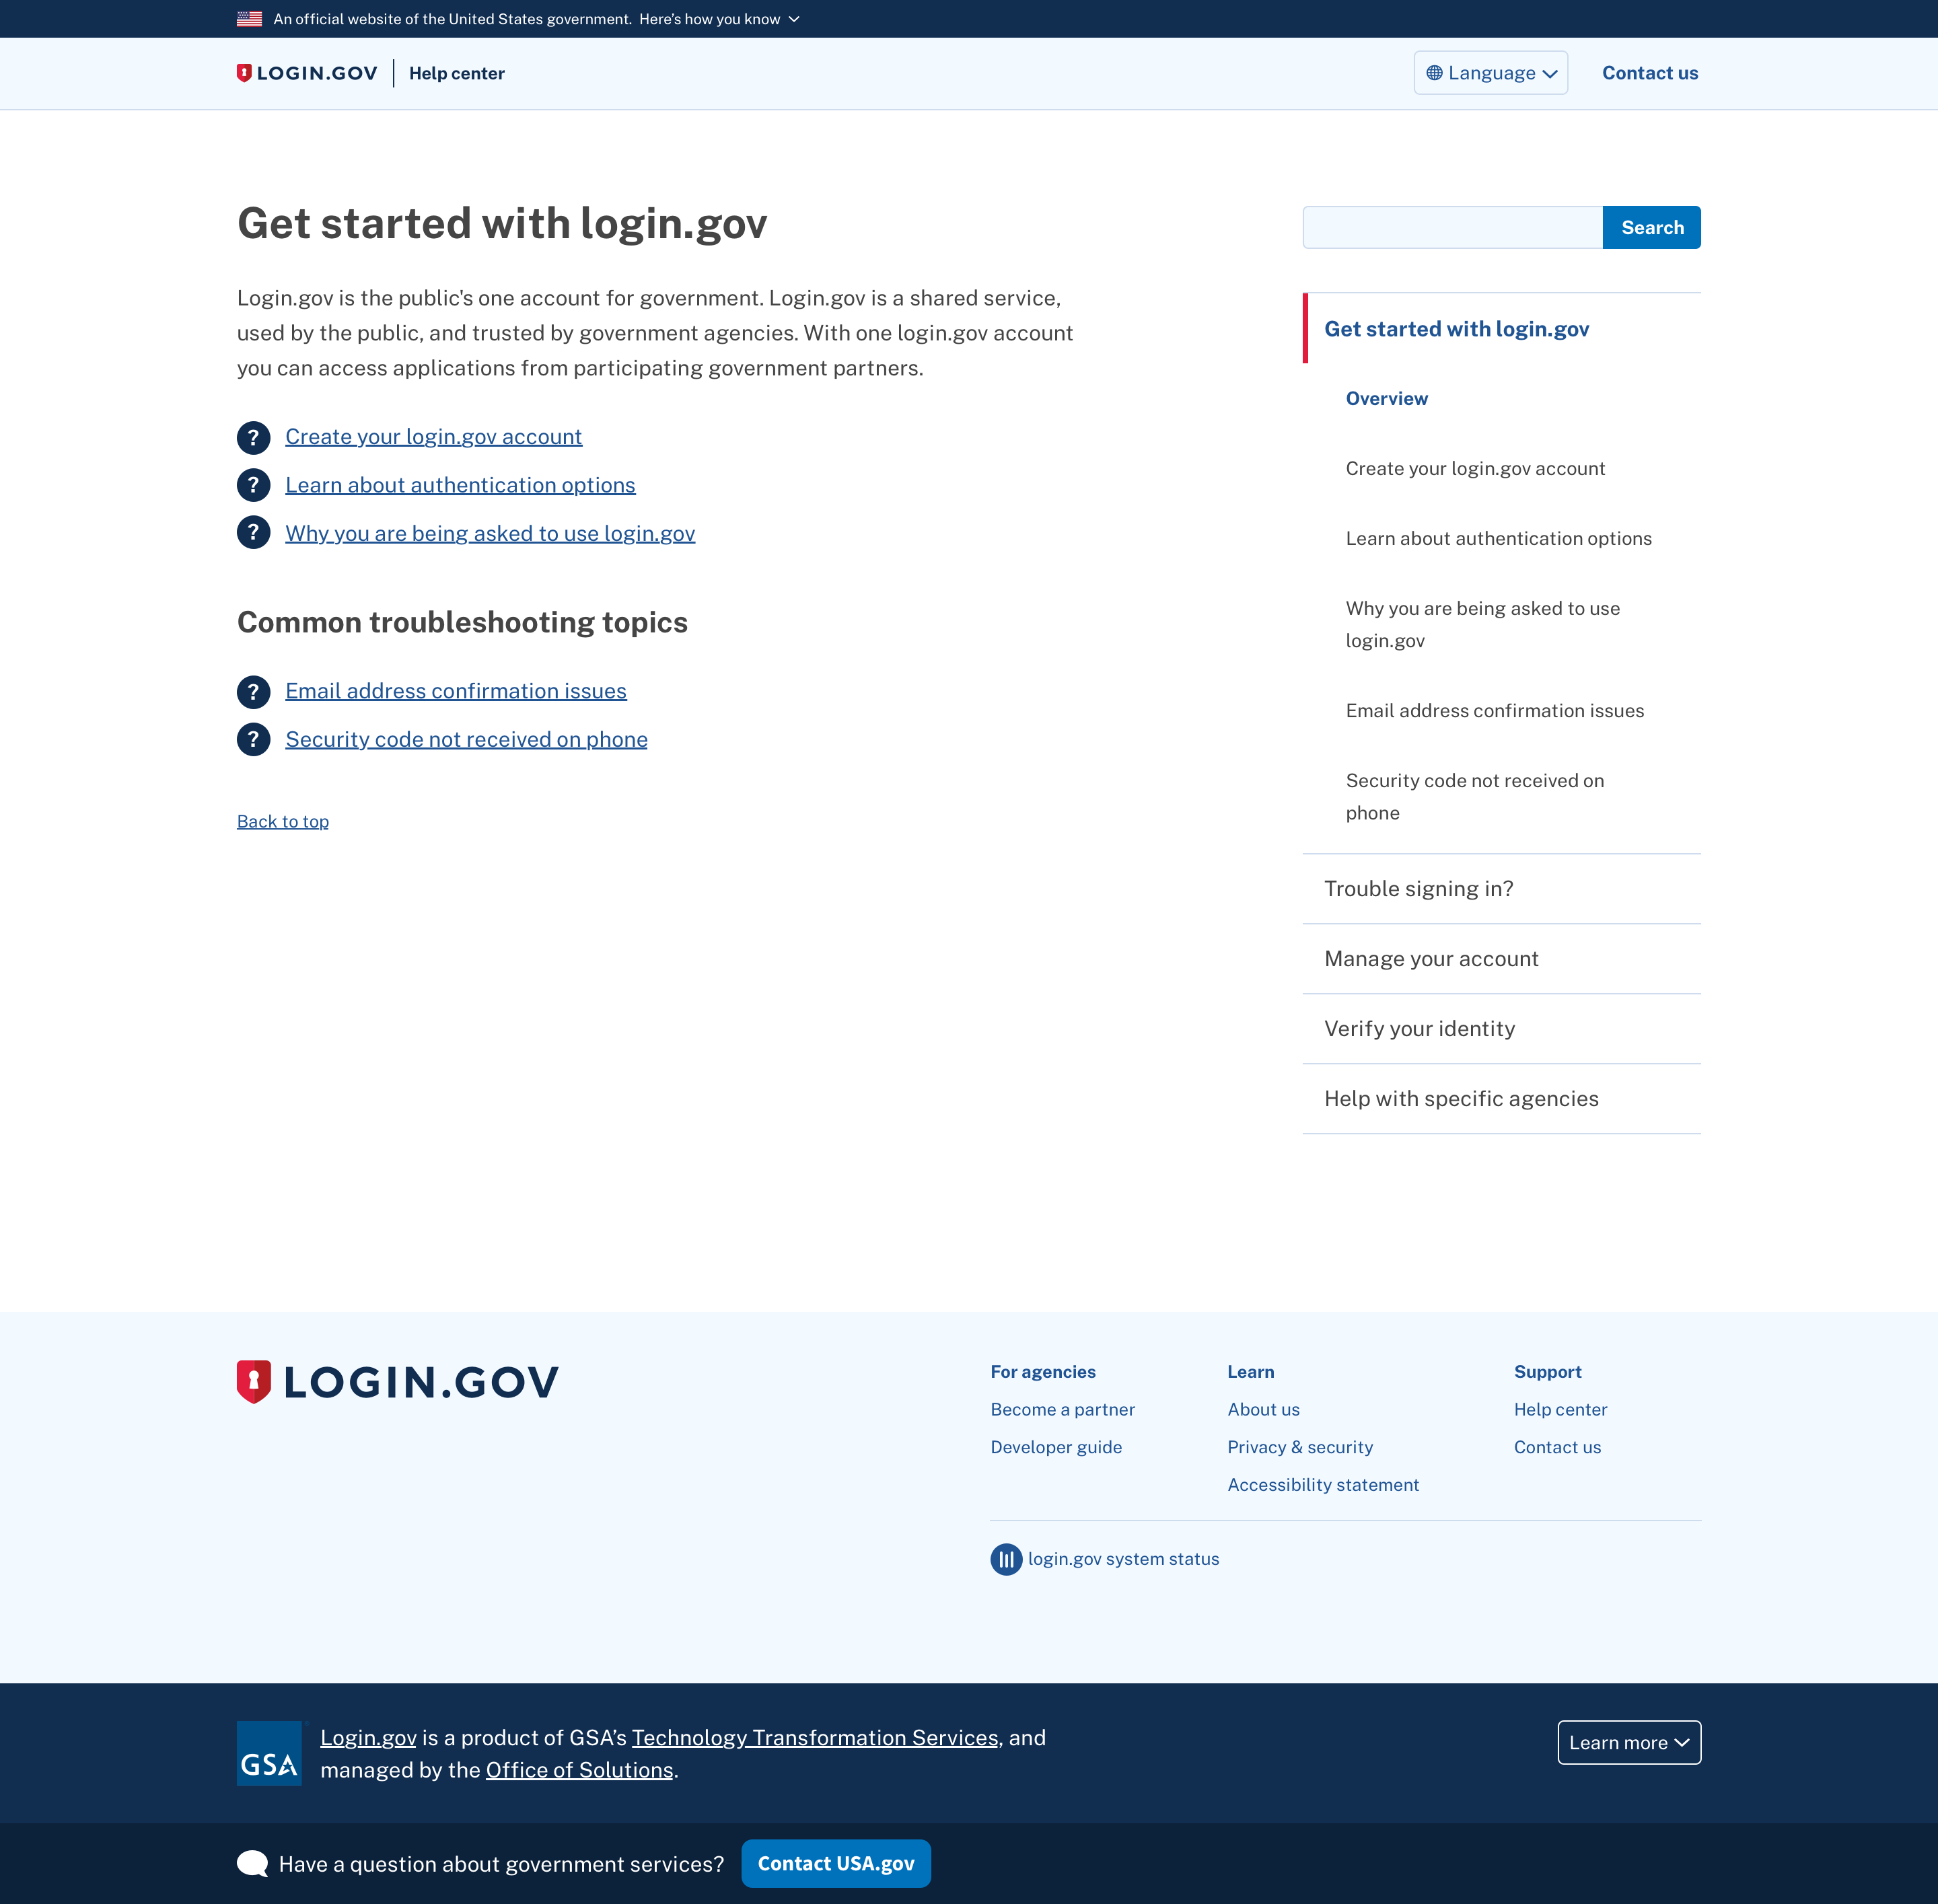 An official website of the United States government. Here's how you know
LOGIN.GOV
Help center
Language
Contact us
Get started with login.gov
Login.gov is the public's one account for government. Login.gov is a shared service,
used by the public, and trusted by government agencies. With one login.gov account
you can access applications from participating government partners.
? Create your login.gov account
? Learn about authentication options
? Why you are being asked to use login.gov
Common troubleshooting topics
? Email address confirmation issues
? Security code not received on phone
Back to top
Search
Get started with login.gov
Overview
Create your login.gov account
Learn about authentication options
Why you are being asked to use
login.gov
Email address confirmation issues
Security code not received on
phone
Trouble signing in?
Manage your account
Verify your identity
Help with specific agencies
LOGIN.GOV
For agencies
Become a partner
Developer guide
Learn
About us
Privacy & security
Accessibility statement
Support
Help center
Contact us
login.gov system status
GSA
Login.gov is a product of GSA’s Technology Transformation Services, and
managed by the Office of Solutions.
Learn more
Have a question about government services?
Contact USA.gov